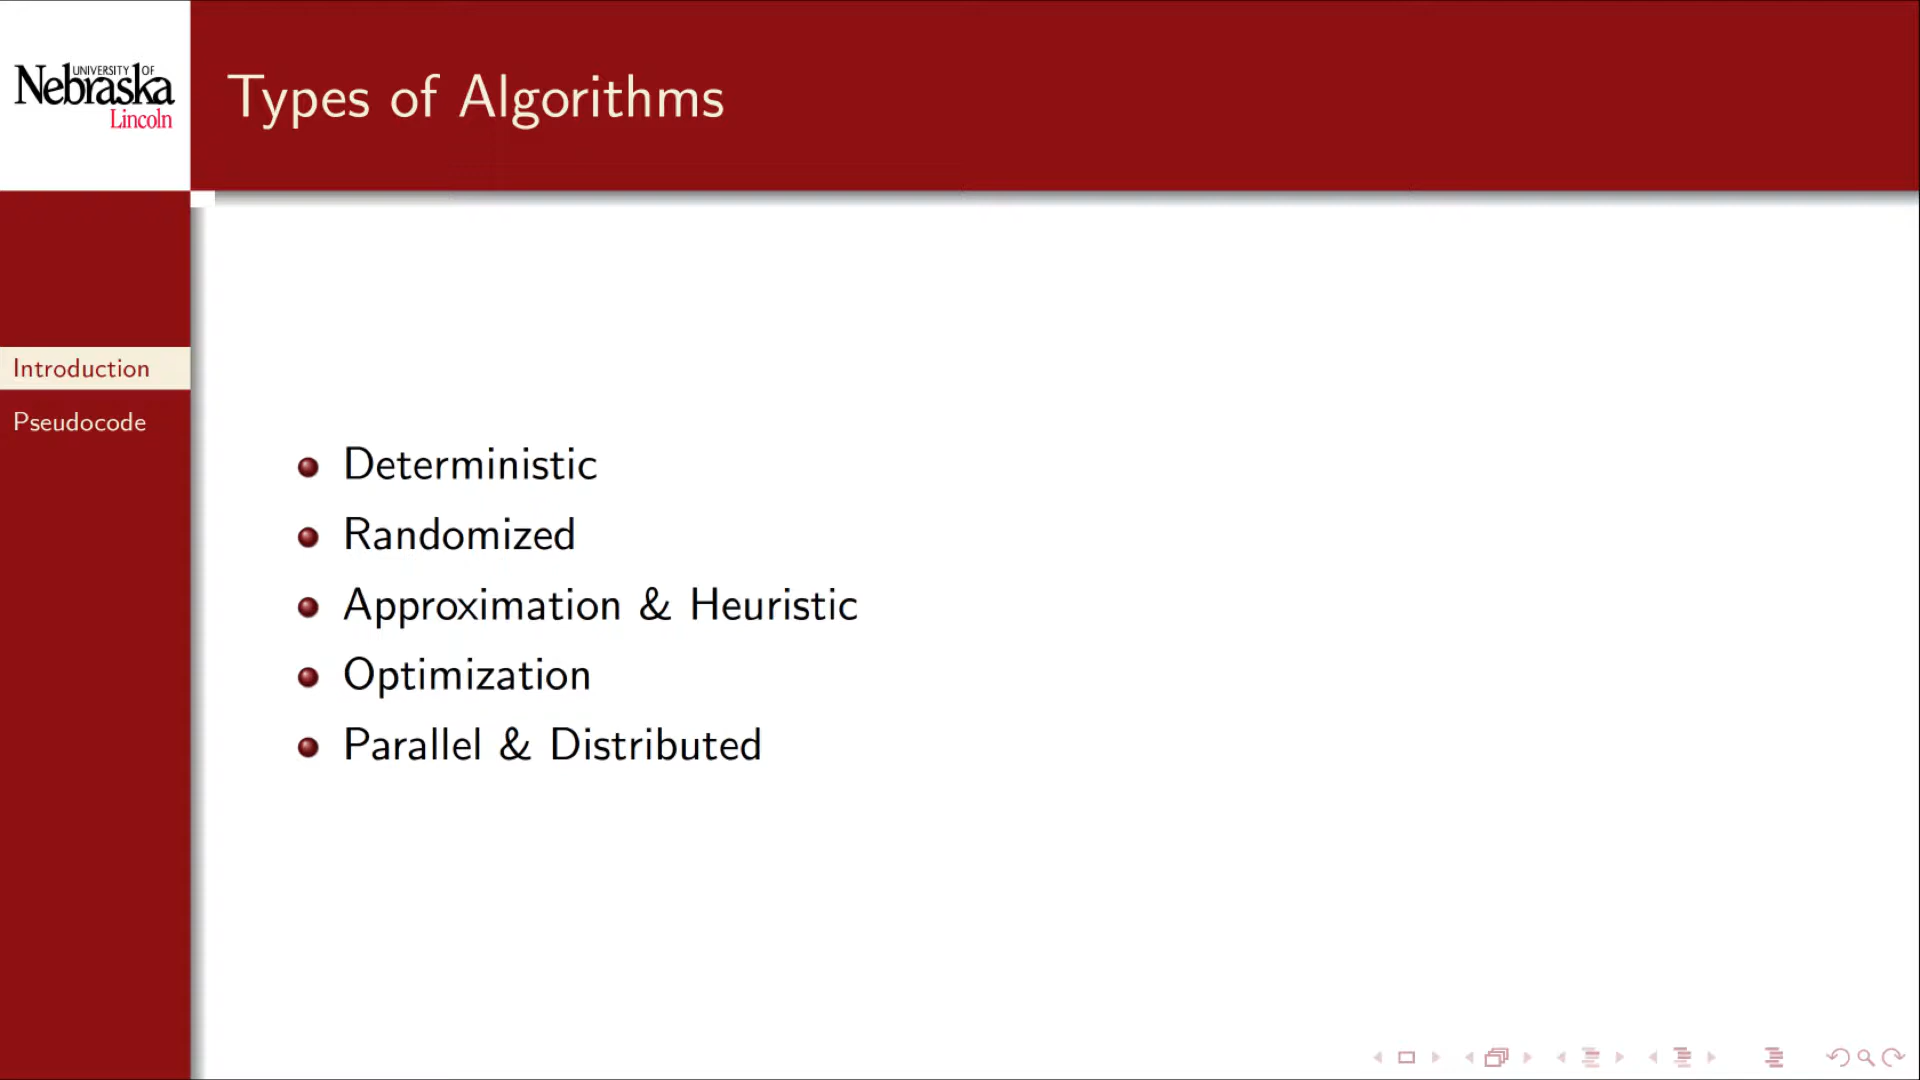 UNIVERSITY OF
Nebraska
Lincoln
Types of Algorithms
Introduction
Pseudocode
Deterministic
Randomized
Approximation & Heuristic
Optimization
Parallel & Distributed